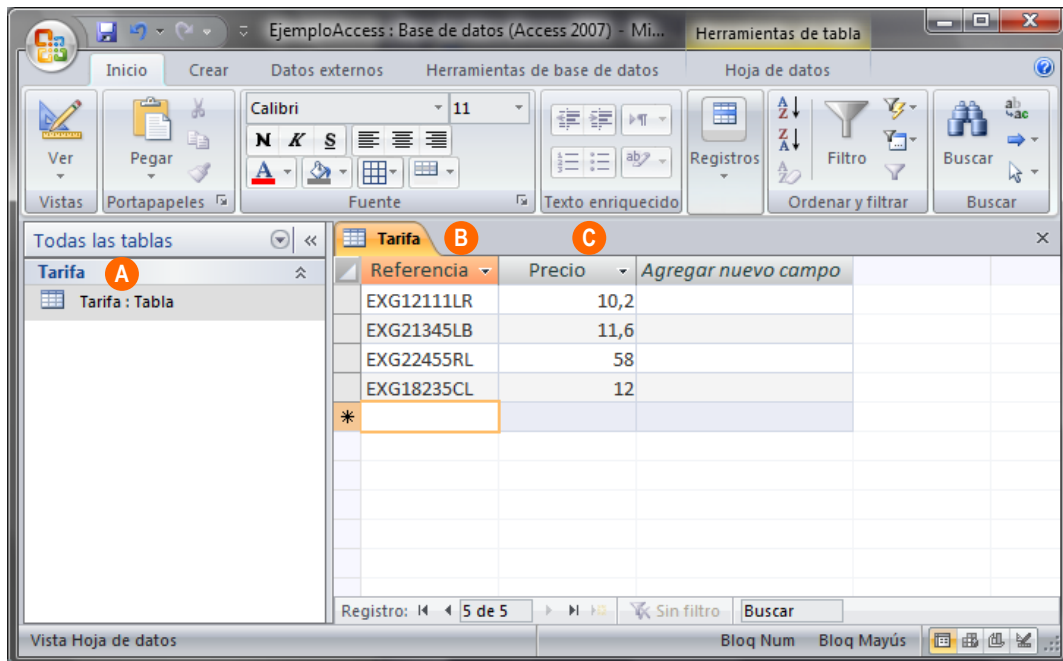 EjemploAccess : Base de datos (Access 2007) - Mi...
Herramientas de tabla
Inicio Crear Datos externos Herramientas de base de datos Hoja de datos
Calibri 11
N K S
Ver Pegar Registros Filtro Buscar
Vistas Portapapeles Fuente Texto enriquecido Ordenar y filtrar Buscar
Todas las tablas «
Tarifa B C
Tarifa A
Referencia Precio Agregar nuevo campo
Tarifa : Tabla
EXG12111LR 10,2
EXG21345LB 11,6
EXG22455RL 58
EXG18235CL 12
Registro: 5 de 5 Sin filtro Buscar
Vista Hoja de datos Bloq Num Bloq Mayús